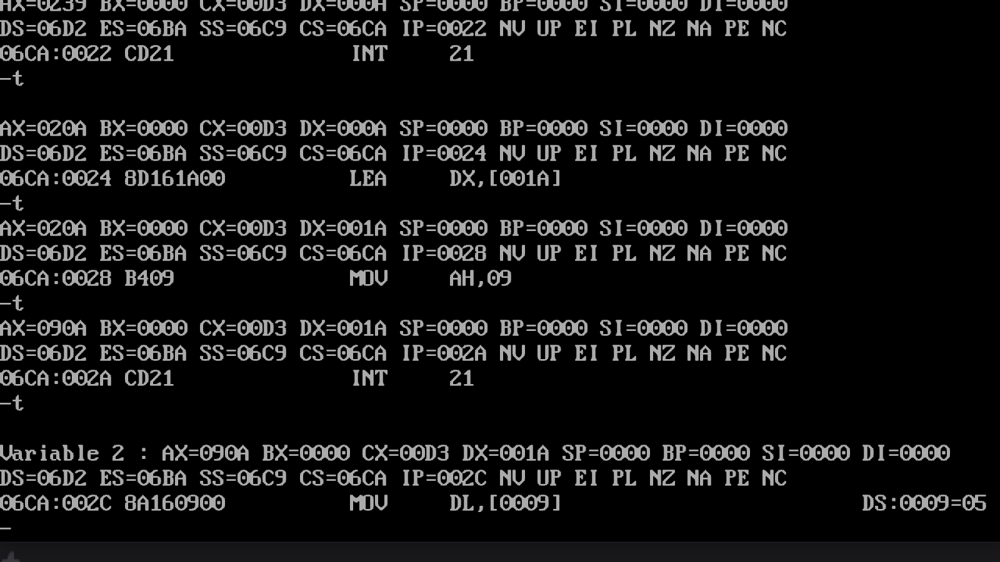 AX=0239 BX=0000 CX=00D3 DX=000A SP=0000 BP=0000 SI=0000 DI=0000
DS=06D2 ES=06BA SS=06C9 CS=06CA IP=0022 NV UP EI PL NZ NA PE NC
06CA:0022 CD21 INT 21
-t
AX=020A BX=0000 CX=00D3 DX=000A SP=0000 BP=0000 SI=0000 DI=0000
DS=06D2 ES=06BA SS=06C9 CS=06CA IP=0024 NV UP EI PL NZ NA PE NC
06CA:0024 8D161A00 LEA DX,[001A]
-t
AX=020A BX=0000 CX=00D3 DX=001A SP=0000 BP=0000 SI=0000 DI=0000
DS=06D2 ES=06BA SS=06C9 CS=06CA IP=0028 NV UP EI PL NZ NA PE NC
06CA:0028 B409 MOV AH,09
-t
AX=090A BX=0000 CX=00D3 DX=001A SP=0000 BP=0000 SI=0000 DI=0000
DS=06D2 ES=06BA SS=06C9 CS=06CA IP=002A NV UP EI PL NZ NA PE NC
06CA:002A CD21 INT 21
-t
Variable 2 : AX=090A BX=0000 CX=00D3 DX=001A SP=0000 BP=0000 SI=0000 DI=0000
DS=06D2 ES=06BA SS=06C9 CS=06CA IP=002C NV UP EI PL NZ NA PE NC
06CA:002C 8A160900 MOV DL,[0009] DS:0009=05
-